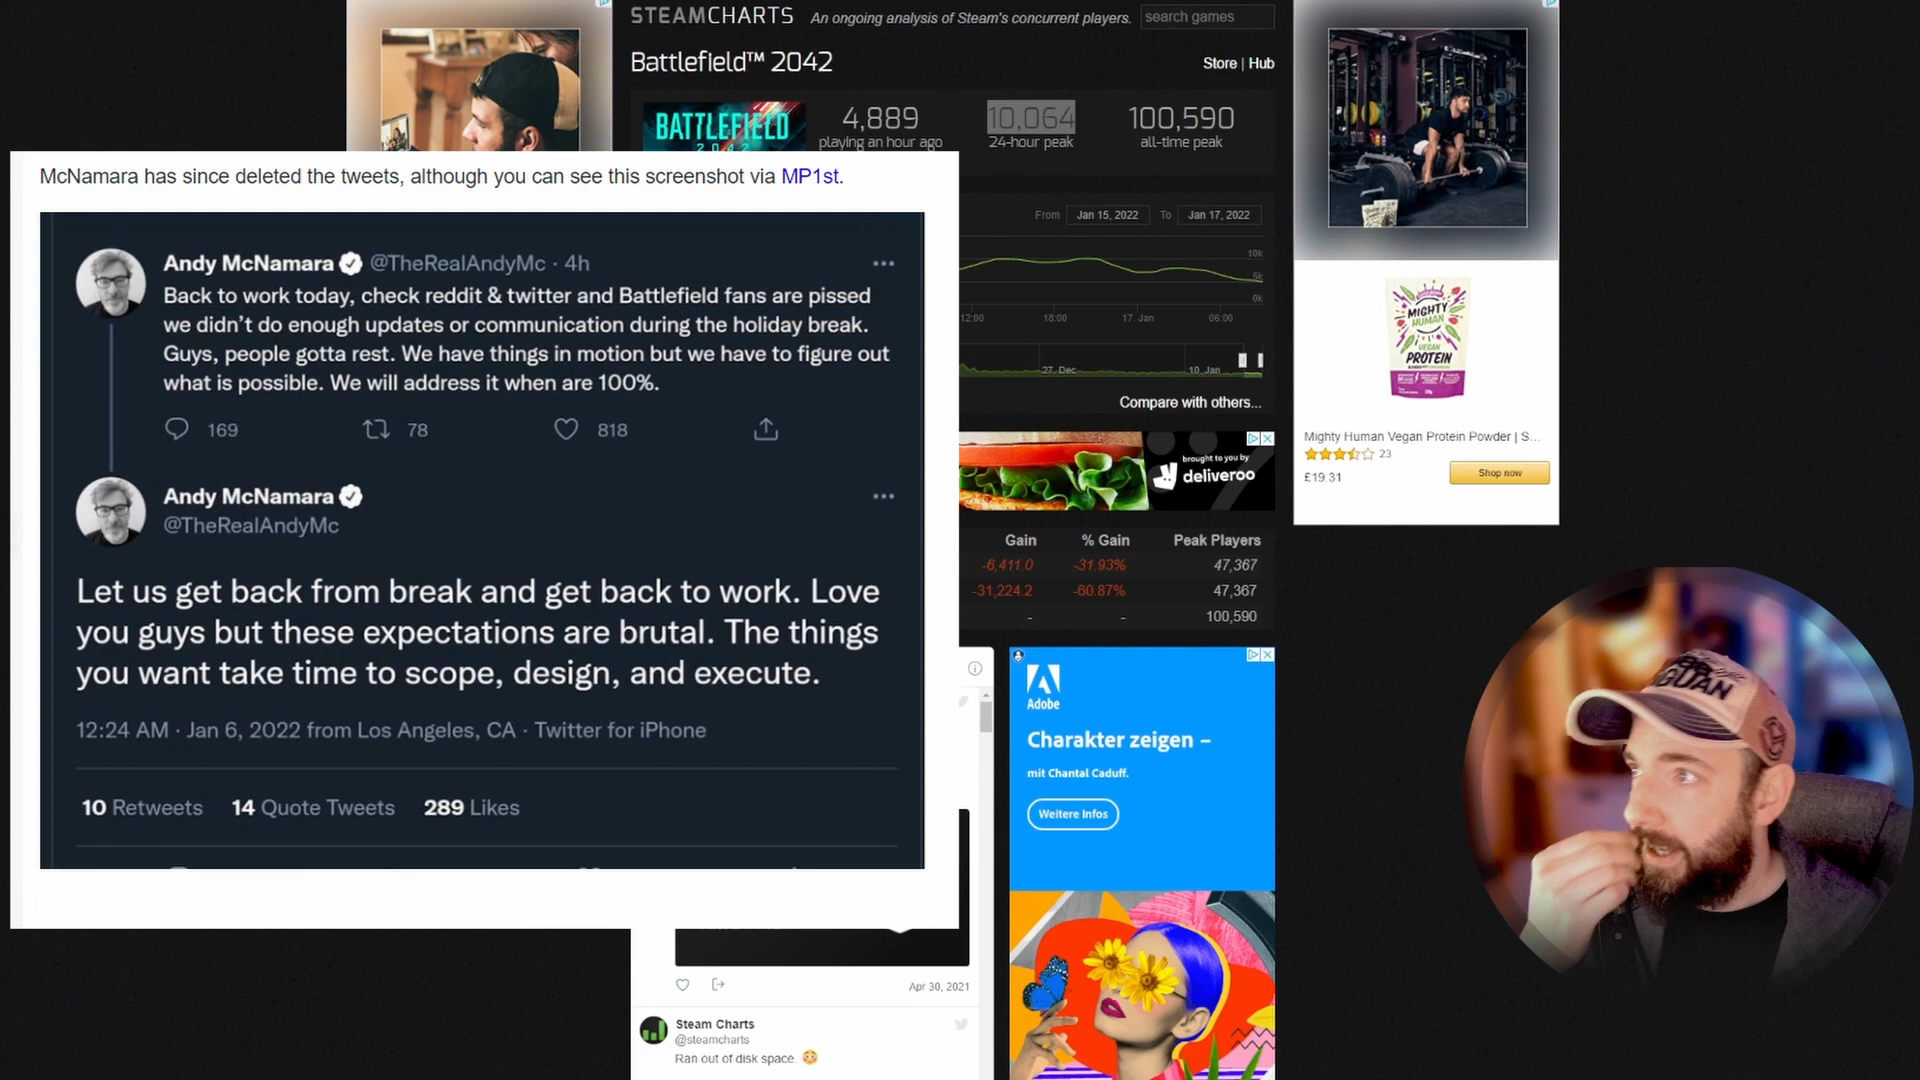 STEAMCHARTS An ongoing analysis of Steam's concurrent players. search games
Battlefield™ 2042
Store | Hub
BATTLEFIELD
2042
4,889
playing an hour ago
10,064
24-hour peak
100,590
all-time peak
McNamara has since deleted the tweets, although you can see this screenshot via MP1st.
Andy McNamara @TheRealAndyMc · 4h
Back to work today, check reddit & twitter and Battlefield fans are pissed
we didn't do enough updates or communication during the holiday break.
Guys, people gotta rest. We have things in motion but we have to figure out
what is possible. We will address it when are 100%.
169 78 818
Andy McNamara
@TheRealAndyMc
Let us get back from break and get back to work. Love
you guys but these expectations are brutal. The things
you want take time to scope, design, and execute.
12:24 AM · Jan 6, 2022 from Los Angeles, CA · Twitter for iPhone
10 Retweets 14 Quote Tweets 289 Likes
From Jan 15, 2022 To Jan 17, 2022
10k
5k
0k
12:00 18:00 17. Jan 06:00
27. Dec 10. Jan
Compare with others...
brought to you by
deliveroo
Gain % Gain Peak Players
-6,411.0 -31.93% 47,367
-31,224.2 -60.87% 47,367
- - 100,590
Adobe
Charakter zeigen –
mit Chantal Caduff.
Weitere Infos
Apr 30, 2021
Steam Charts
@steamcharts
Ran out of disk space.
MIGHTY
HUMAN
VEGAN
PROTEIN
Mighty Human Vegan Protein Powder | S...
23
£19.31
Shop now